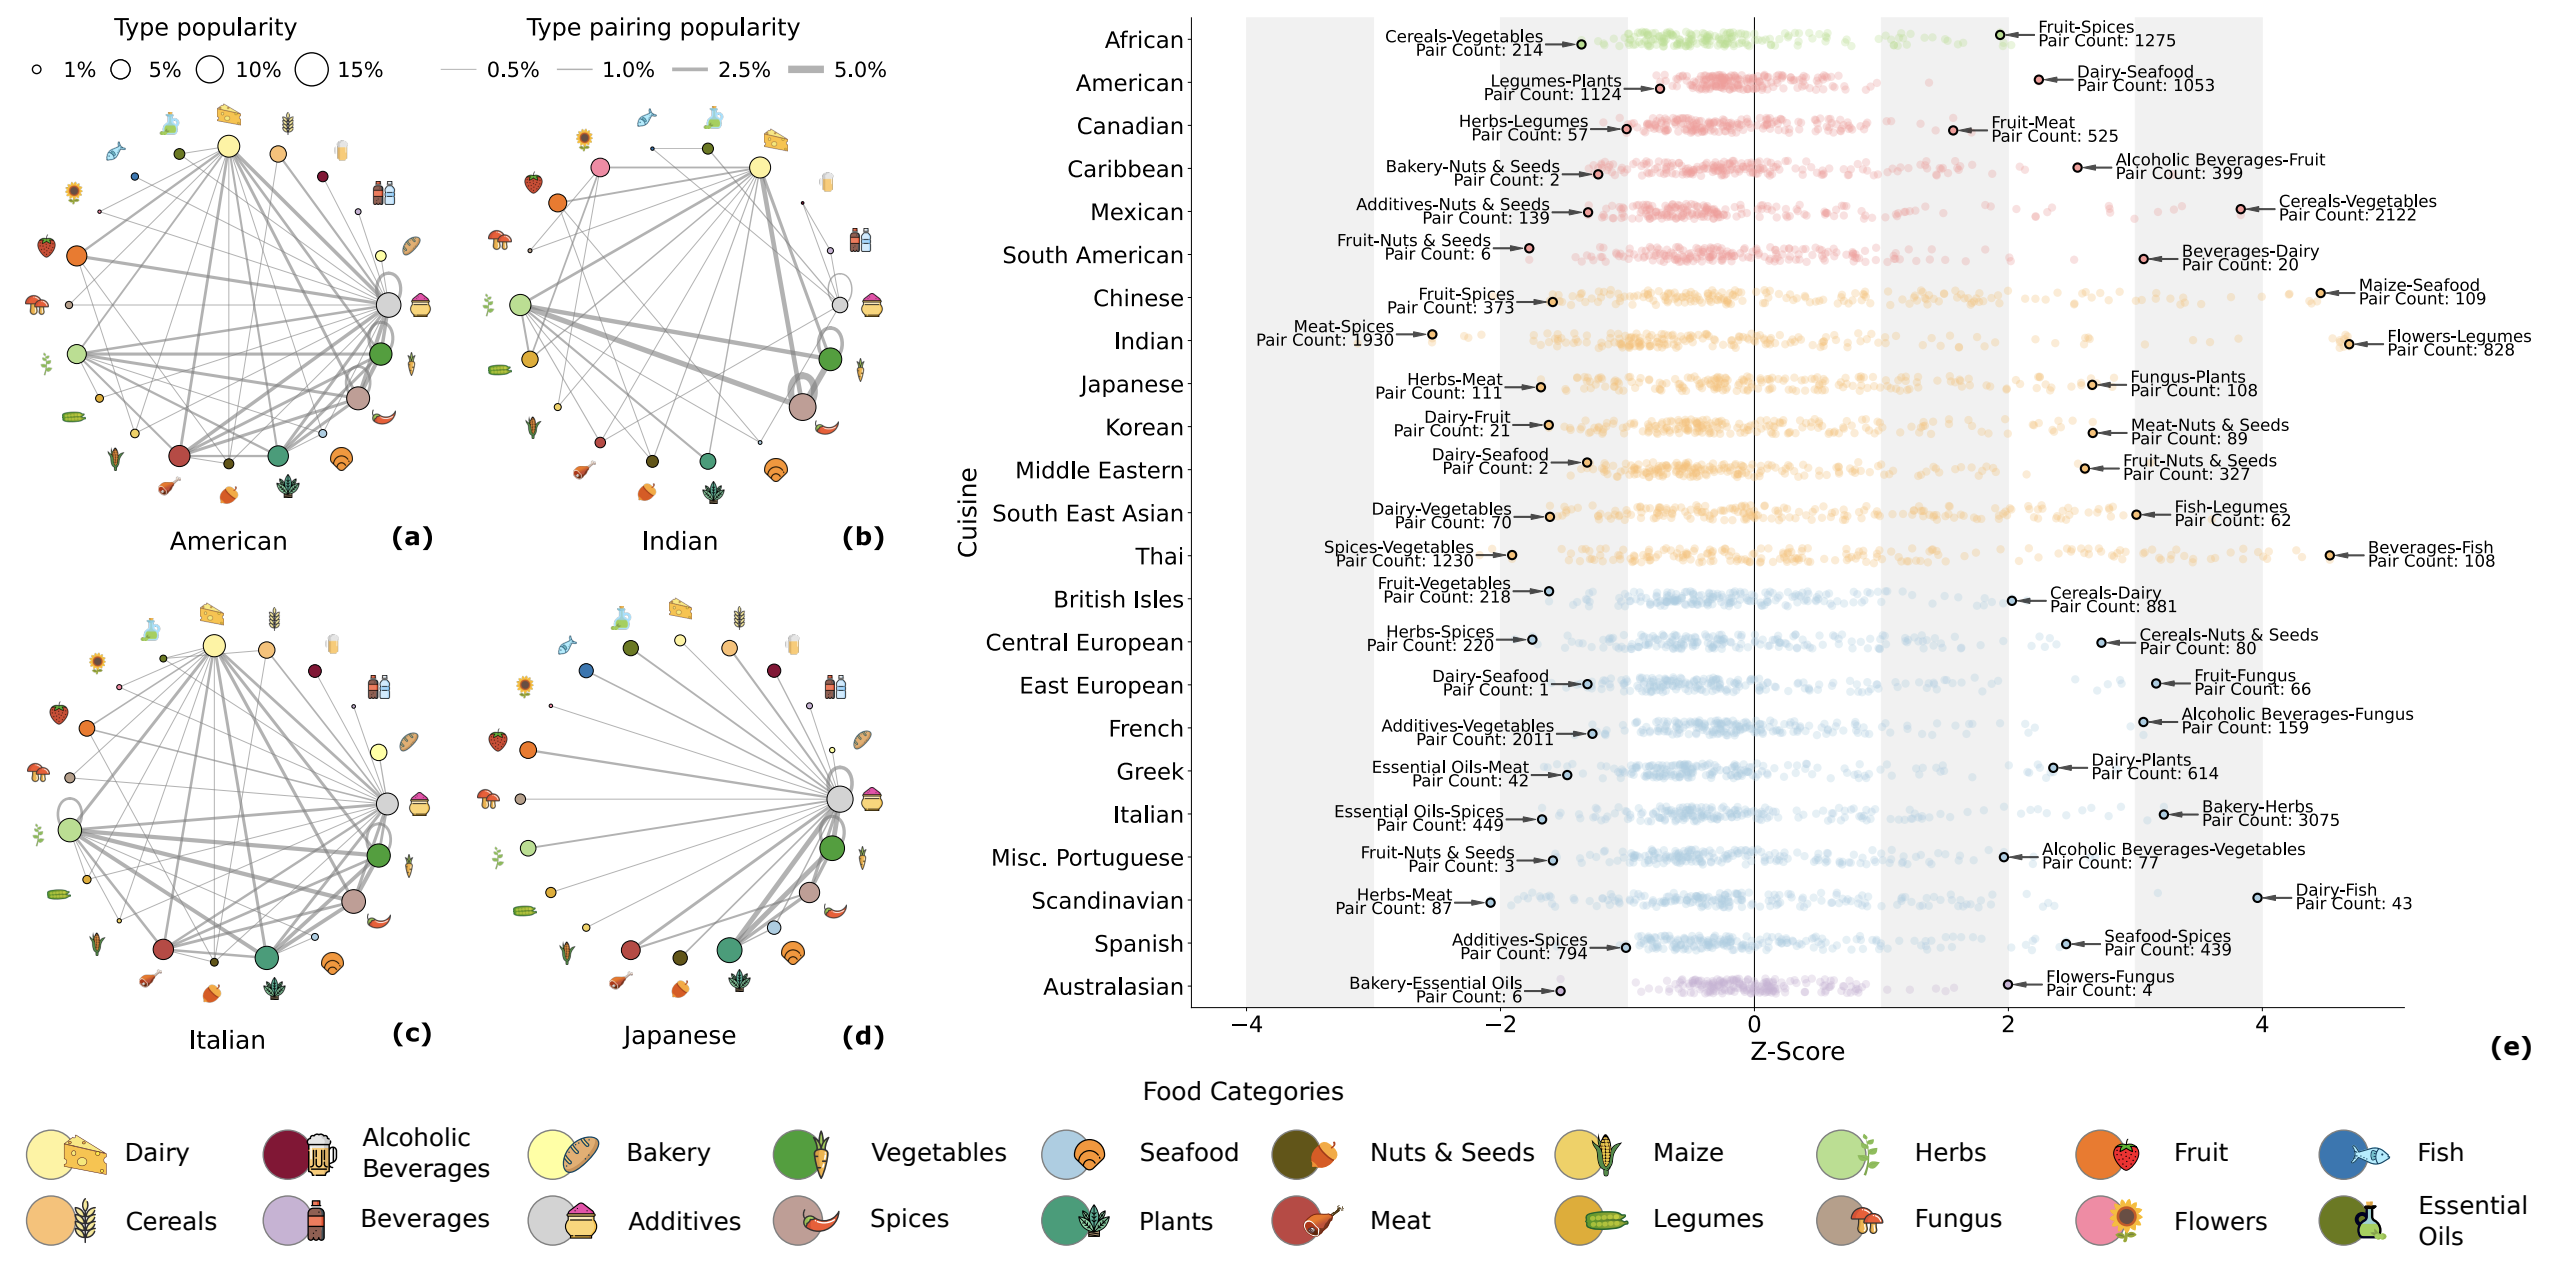 Type popularity
1% 5% 10% 15%
Type pairing popularity
0.5% 1.0% 2.5% 5.0%
American
(a)
Indian
(b)
Italian
(c)
Japanese
(d)
Cuisine
African
Cereals-Vegetables
Pair Count: 214
Fruit-Spices
Pair Count: 1275
American
Legumes-Plants
Pair Count: 1124
Dairy-Seafood
Pair Count: 1053
Canadian
Herbs-Legumes
Pair Count: 57
Fruit-Meat
Pair Count: 525
Caribbean
Bakery-Nuts & Seeds
Pair Count: 2
Alcoholic Beverages-Fruit
Pair Count: 399
Mexican
Additives-Nuts & Seeds
Pair Count: 139
Cereals-Vegetables
Pair Count: 2122
South American
Fruit-Nuts & Seeds
Pair Count: 6
Beverages-Dairy
Pair Count: 20
Chinese
Fruit-Spices
Pair Count: 373
Maize-Seafood
Pair Count: 109
Indian
Meat-Spices
Pair Count: 1930
Flowers-Legumes
Pair Count: 828
Japanese
Herbs-Meat
Pair Count: 111
Fungus-Plants
Pair Count: 108
Korean
Dairy-Fruit
Pair Count: 21
Meat-Nuts & Seeds
Pair Count: 89
Middle Eastern
Dairy-Seafood
Pair Count: 2
Fruit-Nuts & Seeds
Pair Count: 327
South East Asian
Dairy-Vegetables
Pair Count: 70
Fish-Legumes
Pair Count: 62
Thai
Spices-Vegetables
Pair Count: 1230
Beverages-Fish
Pair Count: 108
British Isles
Fruit-Vegetables
Pair Count: 218
Cereals-Dairy
Pair Count: 881
Central European
Herbs-Spices
Pair Count: 220
Cereals-Nuts & Seeds
Pair Count: 80
East European
Dairy-Seafood
Pair Count: 1
Fruit-Fungus
Pair Count: 66
French
Additives-Vegetables
Pair Count: 2011
Alcoholic Beverages-Fungus
Pair Count: 159
Greek
Essential Oils-Meat
Pair Count: 42
Dairy-Plants
Pair Count: 614
Italian
Essential Oils-Spices
Pair Count: 449
Bakery-Herbs
Pair Count: 3075
Misc. Portuguese
Fruit-Nuts & Seeds
Pair Count: 3
Alcoholic Beverages-Vegetables
Pair Count: 77
Scandinavian
Herbs-Meat
Pair Count: 87
Dairy-Fish
Pair Count: 43
Spanish
Additives-Spices
Pair Count: 794
Seafood-Spices
Pair Count: 439
Australasian
Bakery-Essential Oils
Pair Count: 6
Flowers-Fungus
Pair Count: 4
−4 −2 0 2 4
Z-Score
(e)
Food Categories
Dairy
Alcoholic
Beverages
Bakery
Vegetables
Seafood
Nuts & Seeds
Maize
Herbs
Fruit
Fish
Cereals
Beverages
Additives
Spices
Plants
Meat
Legumes
Fungus
Flowers
Essential
Oils